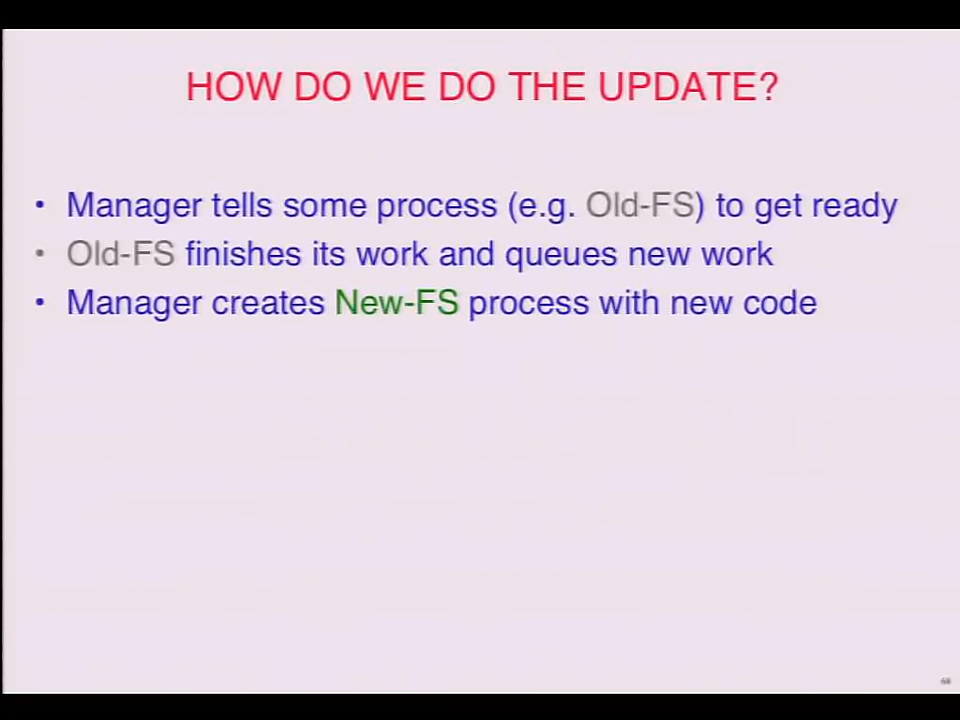 HOW DO WE DO THE UPDATE?
• Manager tells some process (e.g. Old-FS) to get ready
• Old-FS finishes its work and queues new work
• Manager creates New-FS process with new code